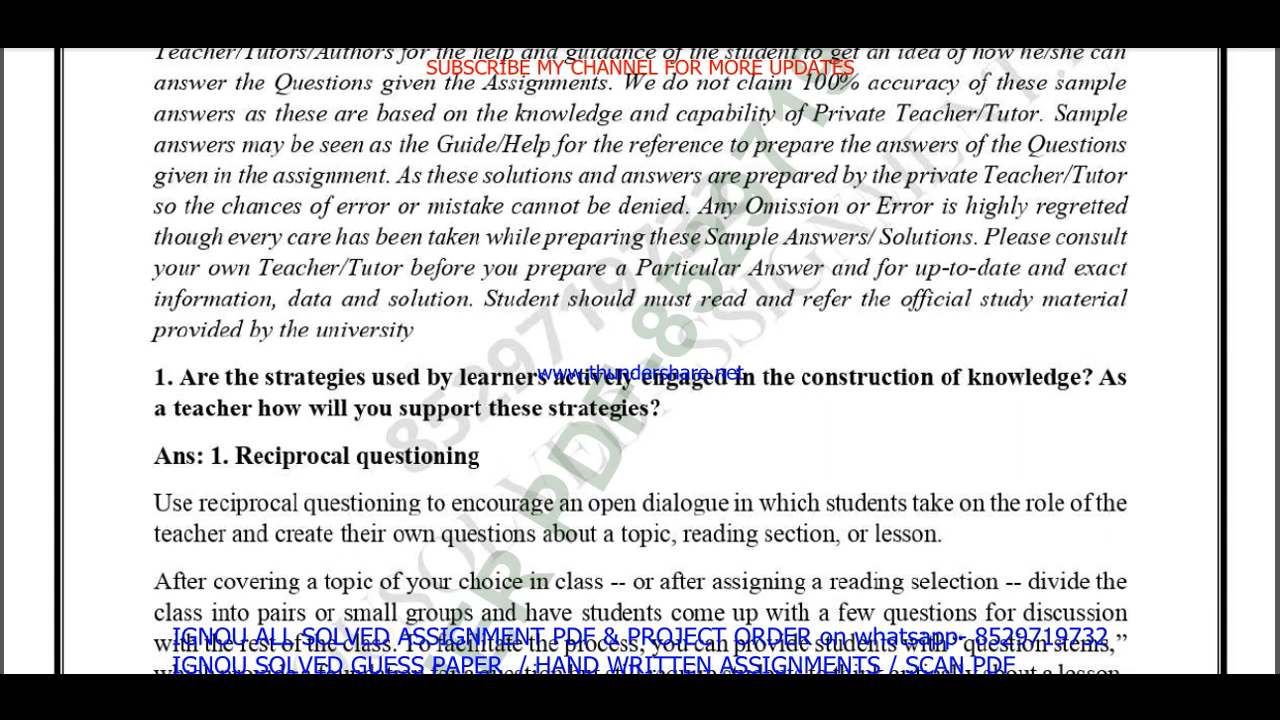 Teacher/Tutors/Authors for the help and guidance of the student to get an idea of how he/she can
SUBSCRIBE MY CHANNEL FOR MORE UPDATES
answer the Questions given the Assignments. We do not claim 100% accuracy of these sample
answers as these are based on the knowledge and capability of Private Teacher/Tutor. Sample
answers may be seen as the Guide/Help for the reference to prepare the answers of the Questions
given in the assignment. As these solutions and answers are prepared by the private Teacher/Tutor
so the chances of error or mistake cannot be denied. Any Omission or Error is highly regretted
though every care has been taken while preparing these Sample Answers/ Solutions. Please consult
your own Teacher/Tutor before you prepare a Particular Answer and for up-to-date and exact
information, data and solution. Student should must read and refer the official study material
provided by the university
www.thundershare.net
1. Are the strategies used by learners actively engaged in the construction of knowledge? As
a teacher how will you support these strategies?
Ans: 1. Reciprocal questioning
Use reciprocal questioning to encourage an open dialogue in which students take on the role of the
teacher and create their own questions about a topic, reading section, or lesson.
After covering a topic of your choice in class -- or after assigning a reading selection -- divide the
class into pairs or small groups and have students come up with a few questions for discussion
with the rest of the class. To facilitate the process, you can provide students with “question stems,”
IGNOU ALL SOLVED ASSIGNMENT PDF & PROJECT ORDER on whatsapp- 8529719732
IGNOU SOLVED GUESS PAPER / HAND WRITTEN ASSIGNMENTS / SCAN PDF
8529719732